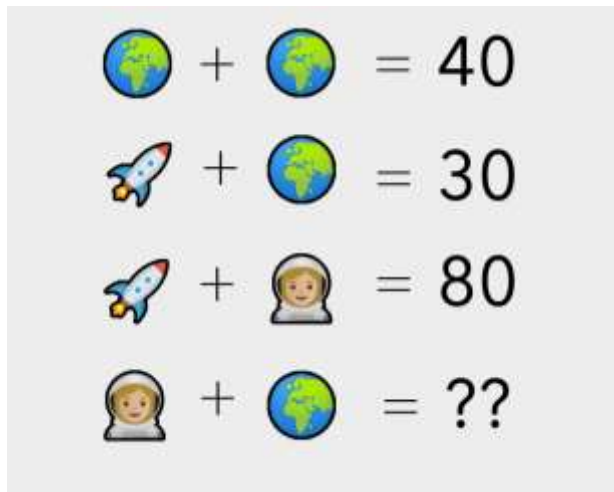 🌍 + 🌍 = 40
🚀 + 🌍 = 30
🚀 + 🧑🏼‍🚀 = 80
🧑🏼‍🚀 + 🌍 = ??